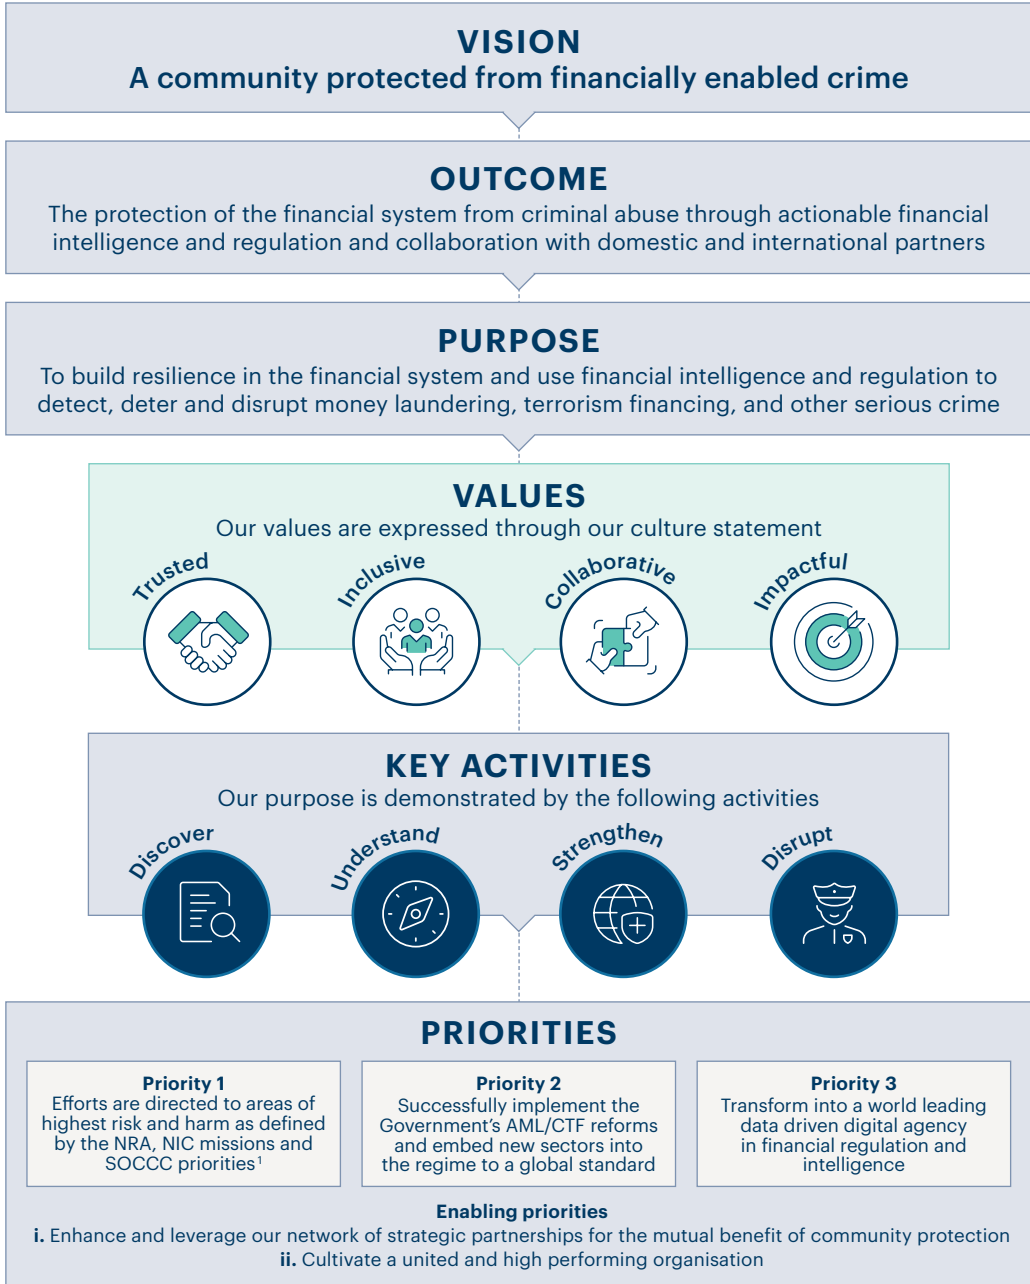 VISION
A community protected from financially enabled crime
OUTCOME
The protection of the financial system from criminal abuse through actionable financial
intelligence and regulation and collaboration with domestic and international partners
PURPOSE
To build resilience in the financial system and use financial intelligence and regulation to
detect, deter and disrupt money laundering, terrorism financing, and other serious crime
VALUES
Our values are expressed through our culture statement
Trusted
Inclusive
Collaborative
Impactful
KEY ACTIVITIES
Our purpose is demonstrated by the following activities
Discover
Understand
Strengthen
Disrupt
PRIORITIES
Priority 1
Efforts are directed to areas of
highest risk and harm as defined
by the NRA, NIC missions and
SOCCC priorities¹
Priority 2
Successfully implement the
Government’s AML/CTF reforms
and embed new sectors into
the regime to a global standard
Priority 3
Transform into a world leading
data driven digital agency
in financial regulation and
intelligence
Enabling priorities
i. Enhance and leverage our network of strategic partnerships for the mutual benefit of community protection
ii. Cultivate a united and high performing organisation